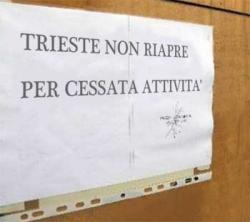 TRIESTE NON RIAPRE
PER CESSATA ATTIVITA'